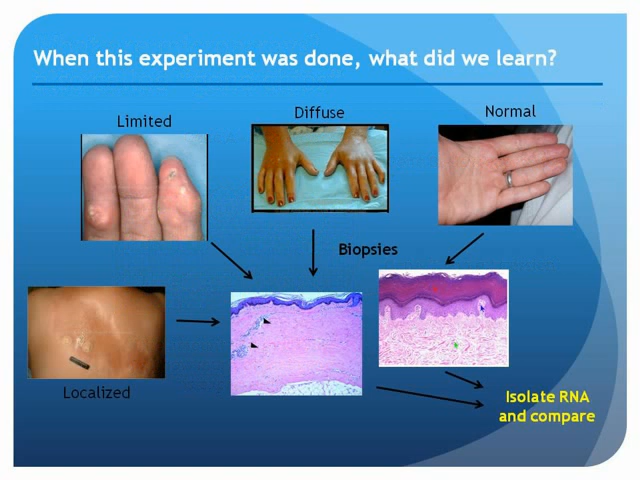 When this experiment was done, what did we learn?
Limited
Diffuse
Normal
Biopsies
Localized
Isolate RNA
and compare